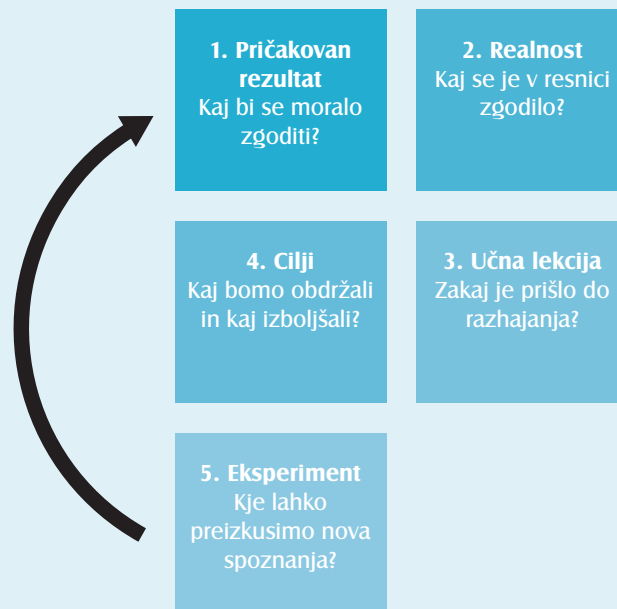 1. Pričakovan
rezultat
Kaj bi se moralo
zgoditi?
2. Realnost
Kaj se je v resnici
zgodilo?
3. Učna lekcija
Zakaj je prišlo do
razhajanja?
4. Cilji
Kaj bomo obdržali
in kaj izboljšali?
5. Eksperiment
Kje lahko
preizkusimo nova
spoznanja?